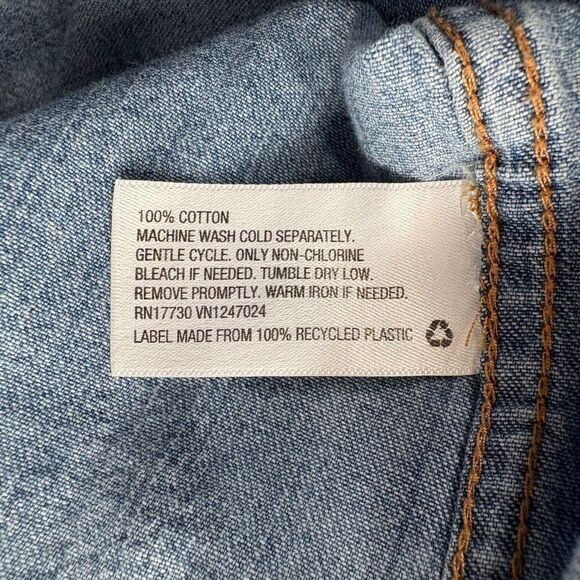 100% COTTON
MACHINE WASH COLD SEPARATELY.
GENTLE CYCLE. ONLY NON-CHLORINE
BLEACH IF NEEDED. TUMBLE DRY LOW.
REMOVE PROMPTLY. WARM IRON IF NEEDED.
RN17730 VN1247024
LABEL MADE FROM 100% RECYCLED PLASTIC